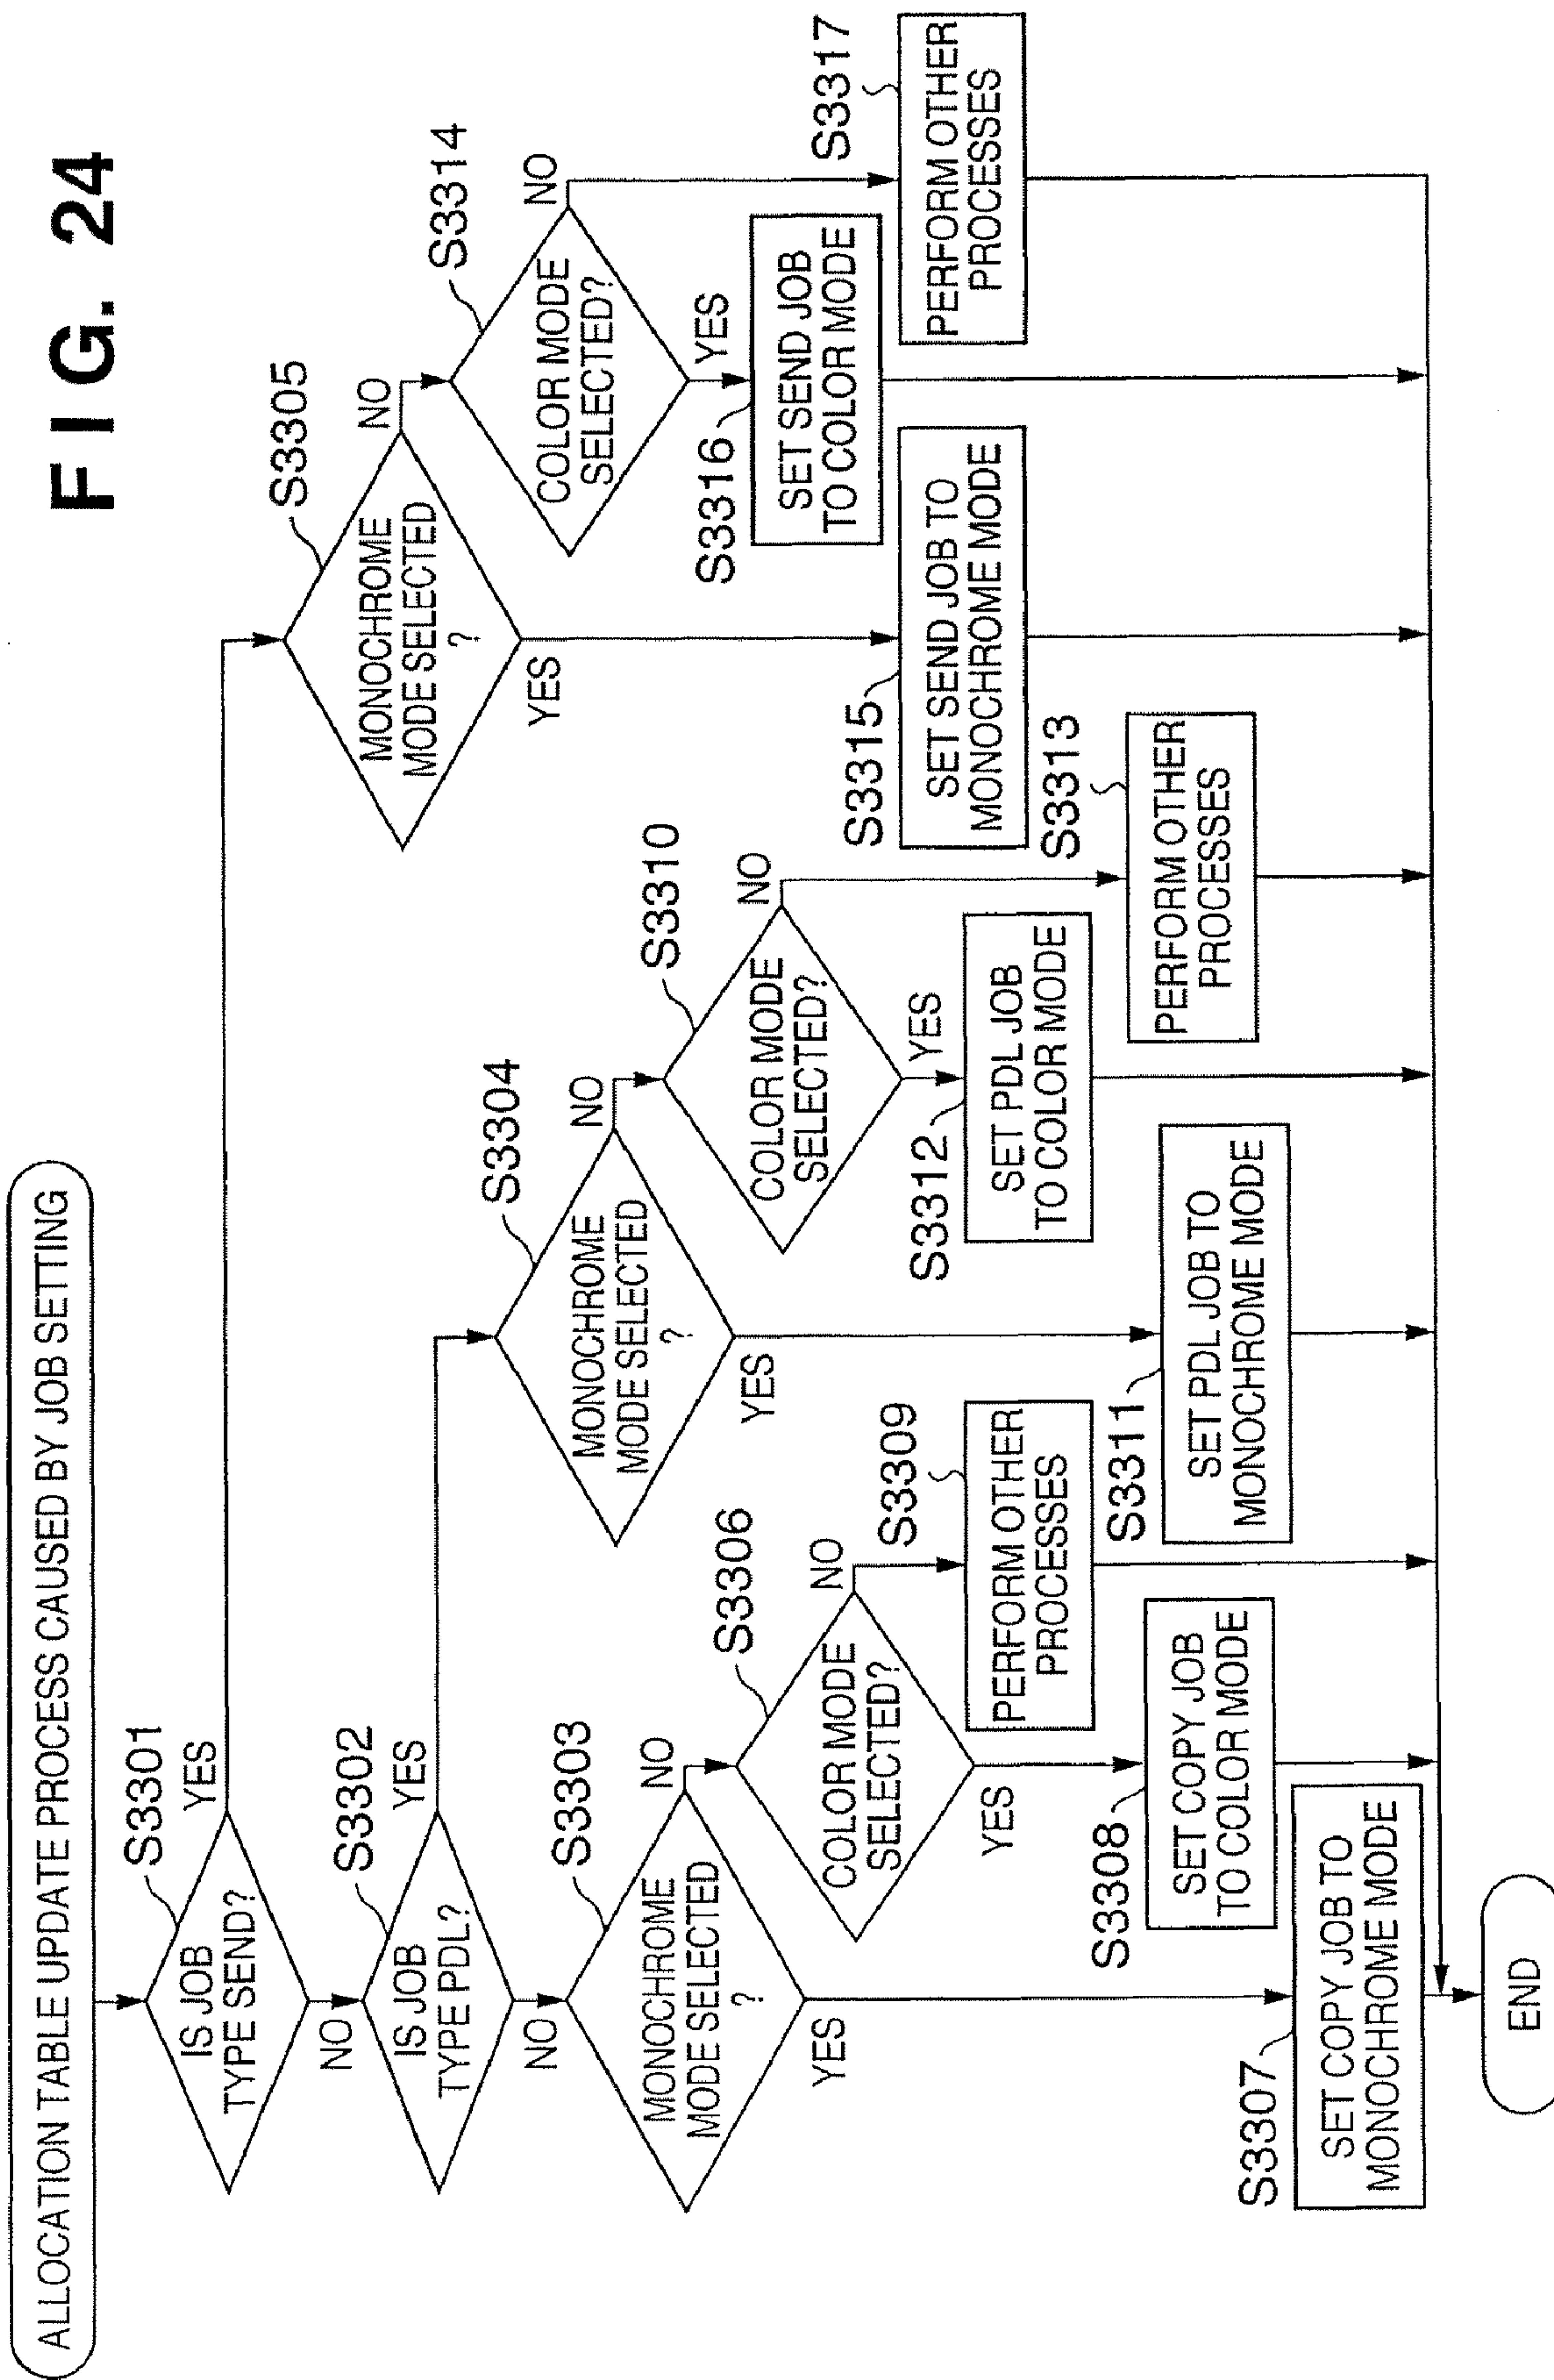 FIG. 24
ALLOCATION TABLE UPDATE PROCESS CAUSED BY JOB SETTING
S3301
IS JOB
TYPE SEND?
YES
NO
S3302
IS JOB
TYPE PDL?
YES
NO
S3303
MONOCHROME
MODE SELECTED
?
NO
YES
S3306
COLOR MODE
SELECTED?
NO
YES
S3309
PERFORM OTHER
PROCESSES
S3308
SET COPY JOB
TO COLOR MODE
S3307
SET COPY JOB TO
MONOCHROME MODE
S3304
MONOCHROME
MODE SELECTED
?
NO
YES
S3310
COLOR MODE
SELECTED?
NO
YES
S3312
SET PDL JOB
TO COLOR MODE
S3313
PERFORM OTHER
PROCESSES
S3311
SET PDL JOB TO
MONOCHROME MODE
S3305
MONOCHROME
MODE SELECTED
?
NO
YES
S3314
COLOR MODE
SELECTED?
NO
YES
S3316
SET SEND JOB
TO COLOR MODE
S3317
PERFORM OTHER
PROCESSES
S3315
SET SEND JOB TO
MONOCHROME MODE
END